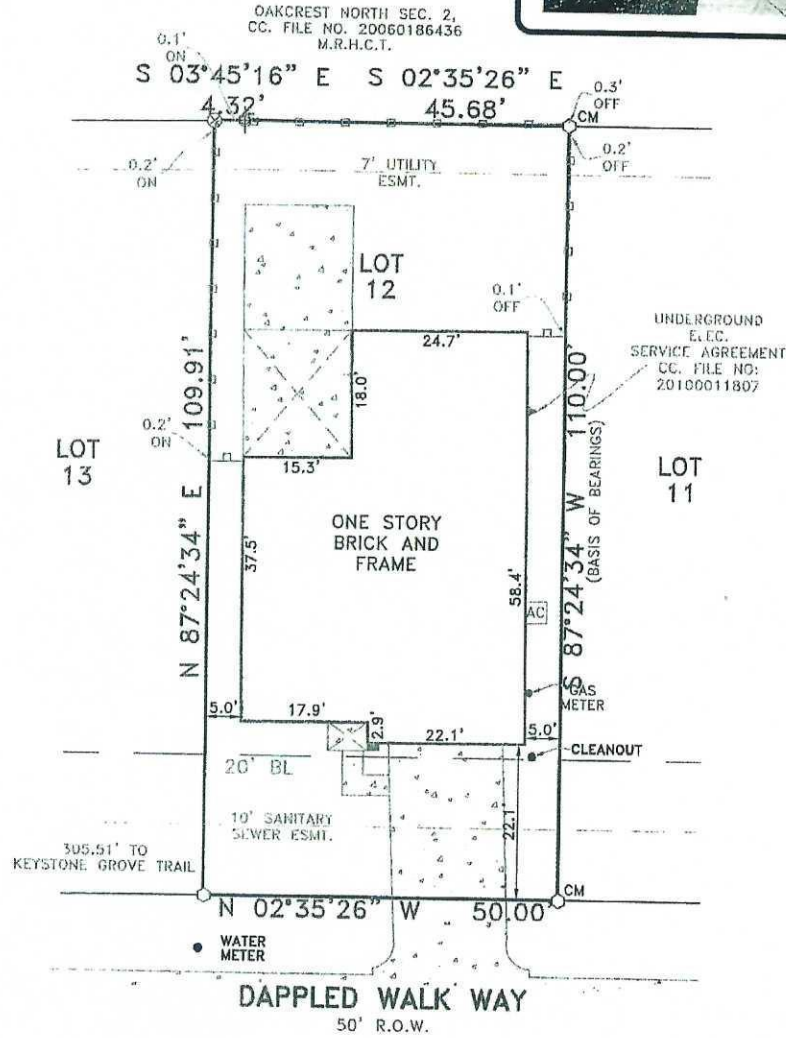 OAKCREST NORTH SEC. 2,
CC. FILE NO. 20060186436
M.R.H.C.T.
0.1'
ON
S 03°45'16" E S 02°35'26" E
4.32' 45.68'
0.3'
OFF
CM
0.2'
ON
7' UTILITY
ESMT.
0.2'
OFF
LOT
12
0.1'
OFF
24.7'
UNDERGROUND
ELEC.
SERVICE AGREEMENT
CC. FILE NO:
20100011807
18.0'
N 87°24'34" E 109.91'
S 87°24'34" W 110.00'
(BASIS OF BEARINGS)
0.2'
ON
15.3'
LOT
13
LOT
11
ONE STORY
BRICK AND
FRAME
37.5'
58.4'
AC
GAS
METER
5.0'
17.9'
2.9'
22.1'
5.0'
CLEANOUT
20' BL
10' SANITARY
SEWER ESMT.
22.1'
305.51' TO
KEYSTONE GROVE TRAIL
CM
N 02°35'26" W 50.00'
WATER
METER
DAPPLED WALK WAY
50' R.O.W.